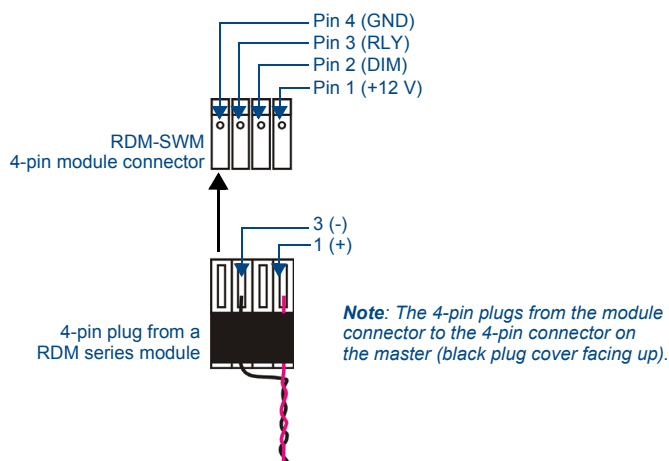 Pin 4 (GND)
Pin 3 (RLY)
Pin 2 (DIM)
Pin 1 (+12 V)
RDM-SWM
4-pin module connector
3 (-)
1 (+)
4-pin plug from a
RDM series module
Note: The 4-pin plugs from the module
connector to the 4-pin connector on
the master (black plug cover facing up).